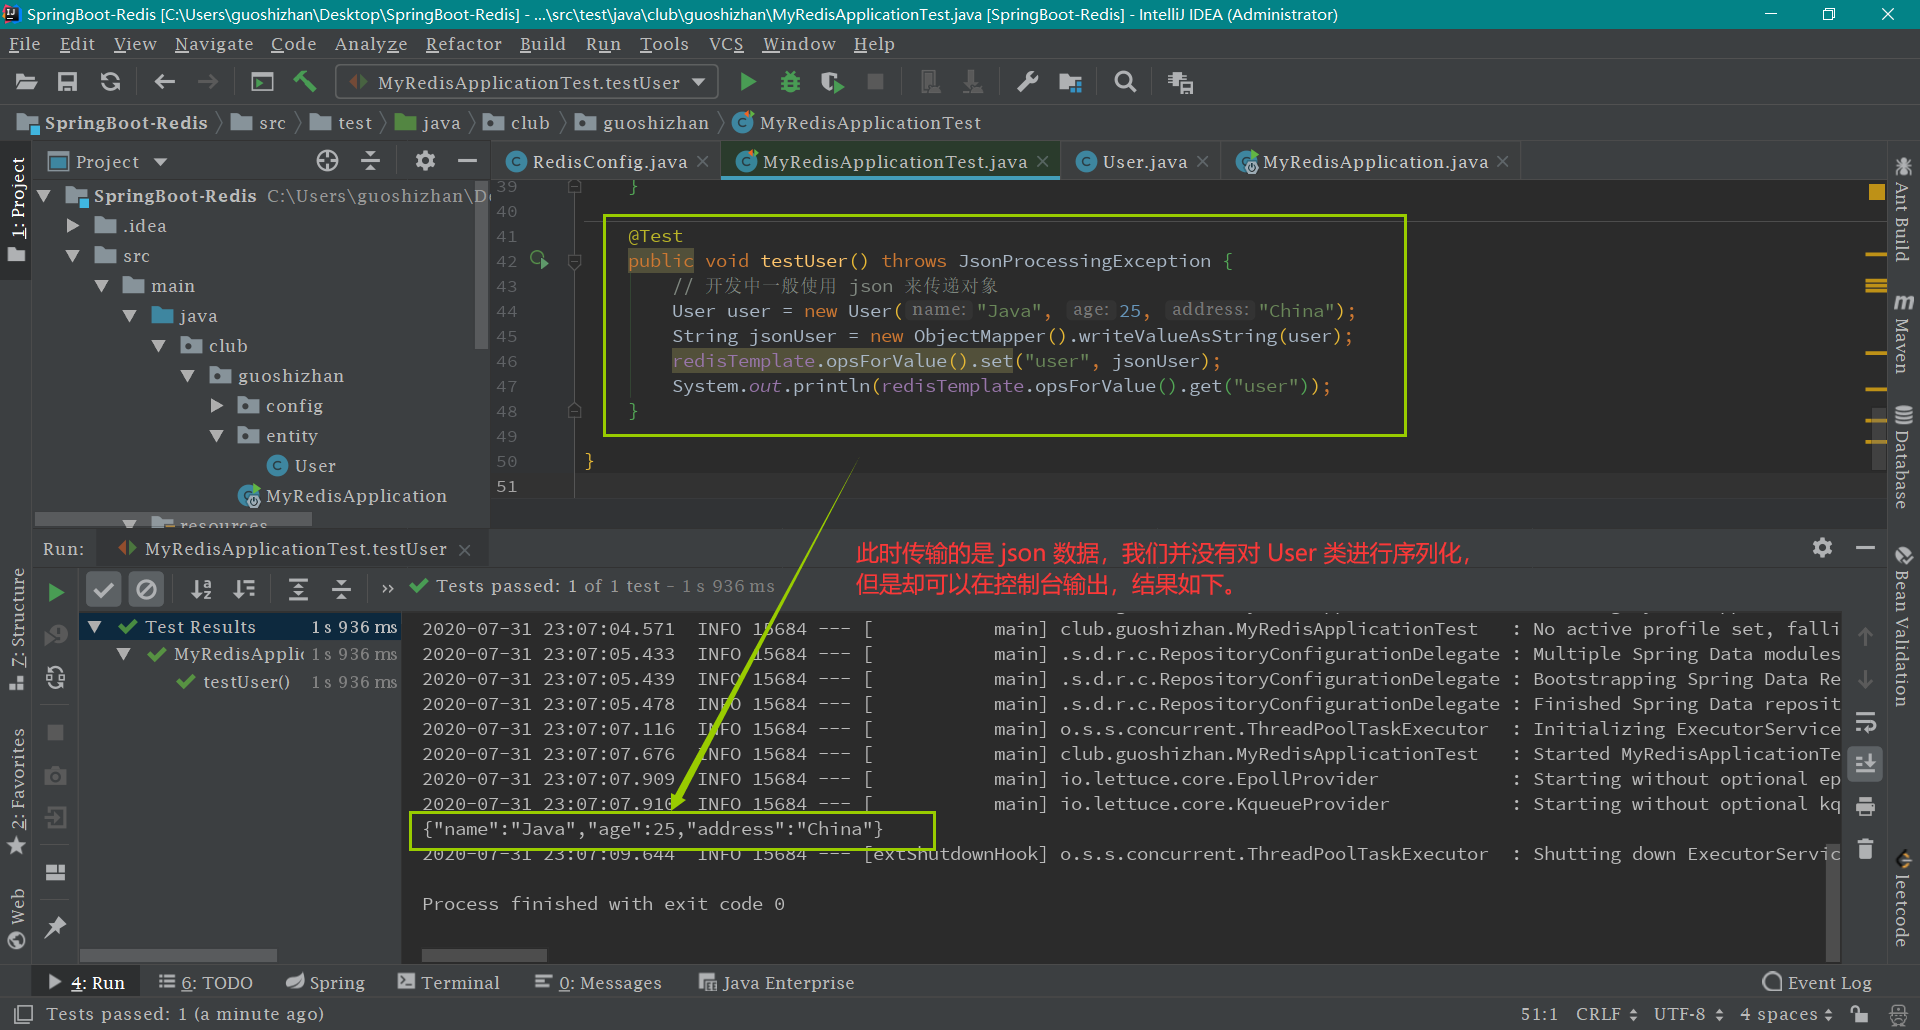 SpringBoot-Redis [C:\Users\guoshizhan\Desktop\SpringBoot-Redis] - ...\src\test\java\club\guoshizhan\MyRedisApplicationTest.java [SpringBoot-Redis] - IntelliJ IDEA (Administrator)
File Edit View Navigate Code Analyze Refactor Build Run Tools VCS Window Help
MyRedisApplicationTest.testUser
SpringBoot-Redis src test java club guoshizhan MyRedisApplicationTest
Project
RedisConfig.java MyRedisApplicationTest.java User.java MyRedisApplication.java
SpringBoot-Redis C:\Users\guoshizhan\D
.idea
src
main
java
club
guoshizhan
config
entity
User
MyRedisApplication
resources
39 }
40
41 @Test
42 public void testUser() throws JsonProcessingException {
43 // 开发中一般使用 json 来传递对象
44 User user = new User( name: "Java", age: 25, address: "China");
45 String jsonUser = new ObjectMapper().writeValueAsString(user);
46 redisTemplate.opsForValue().set("user", jsonUser);
47 System.out.println(redisTemplate.opsForValue().get("user"));
48 }
49
50 }
51
1: Project
Z: Structure
2: Favorites
Web
Ant Build
Maven
Database
Bean Validation
leetcode
Run: MyRedisApplicationTest.testUser
此时传输的是 json 数据，我们并没有对 User 类进行序列化，
但是却可以在控制台输出，结果如下。
Tests passed: 1 of 1 test – 1 s 936 ms
Test Results 1 s 936 ms
MyRedisApplic 1 s 936 ms
testUser() 1 s 936 ms
2020-07-31 23:07:04.571 INFO 15684 --- [ main] club.guoshizhan.MyRedisApplicationTest : No active profile set, falli
2020-07-31 23:07:05.433 INFO 15684 --- [ main] .s.d.r.c.RepositoryConfigurationDelegate : Multiple Spring Data modules
2020-07-31 23:07:05.439 INFO 15684 --- [ main] .s.d.r.c.RepositoryConfigurationDelegate : Bootstrapping Spring Data Re
2020-07-31 23:07:05.478 INFO 15684 --- [ main] .s.d.r.c.RepositoryConfigurationDelegate : Finished Spring Data reposit
2020-07-31 23:07:07.116 INFO 15684 --- [ main] o.s.s.concurrent.ThreadPoolTaskExecutor : Initializing ExecutorService
2020-07-31 23:07:07.676 INFO 15684 --- [ main] club.guoshizhan.MyRedisApplicationTest : Started MyRedisApplicationTe
2020-07-31 23:07:07.909 INFO 15684 --- [ main] io.lettuce.core.EpollProvider : Starting without optional ep
2020-07-31 23:07:07.910 INFO 15684 --- [ main] io.lettuce.core.KqueueProvider : Starting without optional kq
{"name":"Java","age":25,"address":"China"}
2020-07-31 23:07:09.644 INFO 15684 --- [extShutdownHook] o.s.s.concurrent.ThreadPoolTaskExecutor : Shutting down ExecutorServic
Process finished with exit code 0
4: Run 6: TODO Spring Terminal 0: Messages Java Enterprise Event Log
Tests passed: 1 (a minute ago) 51:1 CRLF UTF-8 4 spaces